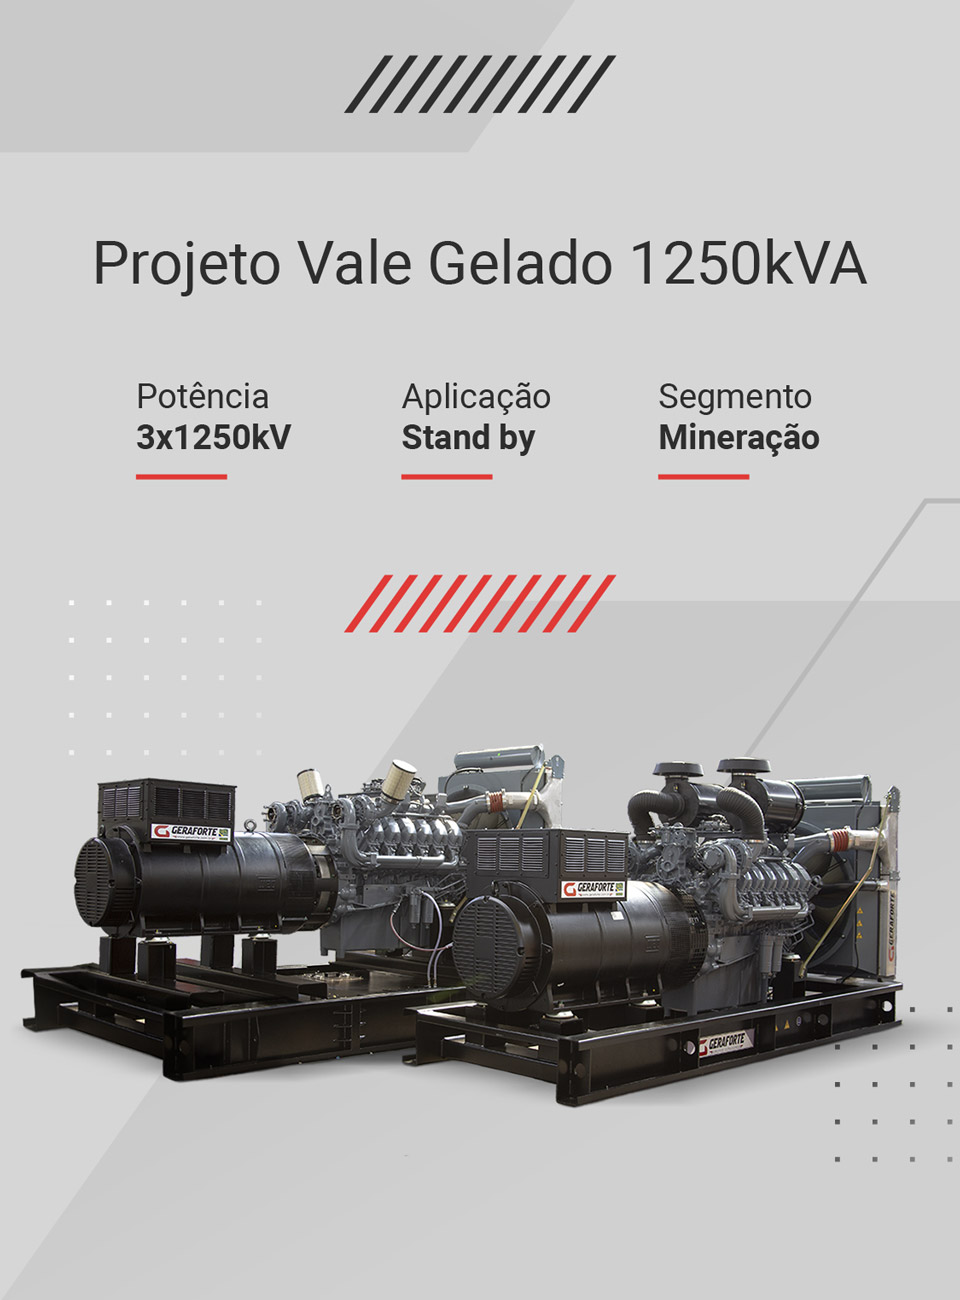 Projeto Vale Gelado 1250kVA
Potência
3x1250kV
Aplicação
Stand by
Segmento
Mineração
GERAFORTE
GERAFORTE
GERAFORTE
GERAFORTE